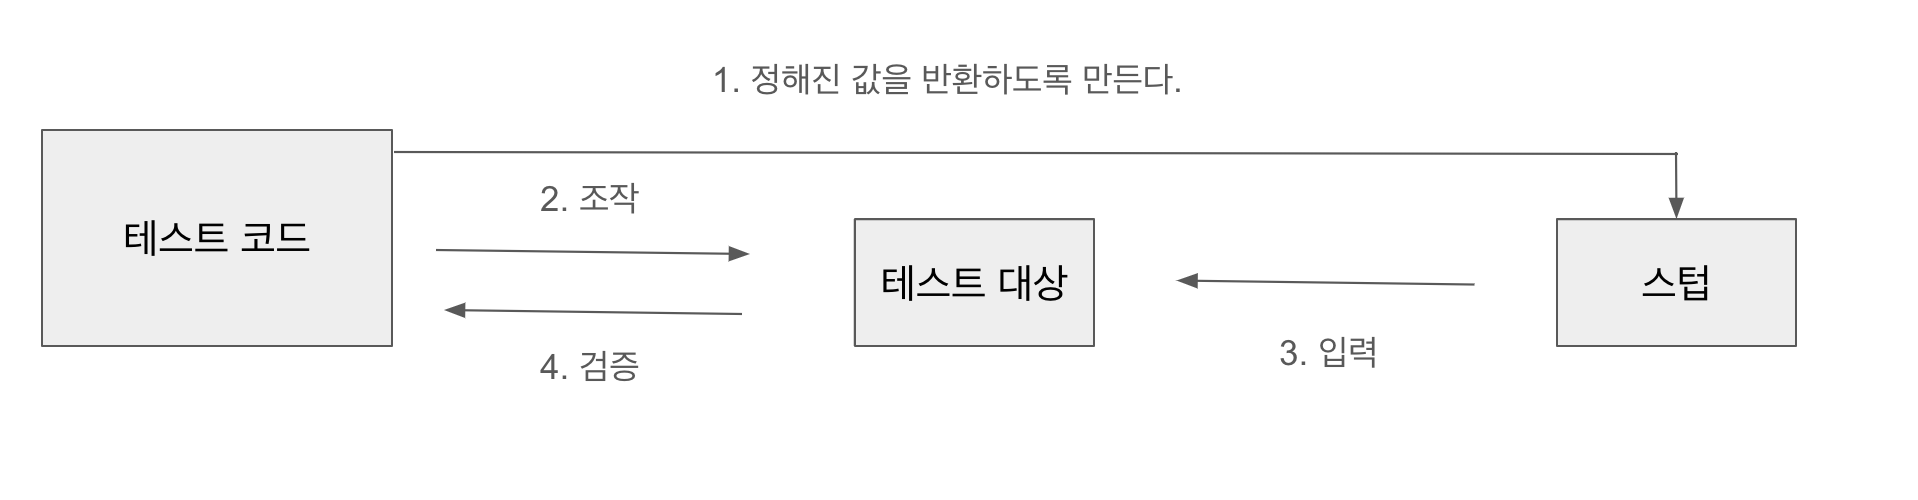 1. 정해진 값을 반환하도록 만든다.
테스트 코드
2. 조작
테스트 대상
스텁
3. 입력
4. 검증